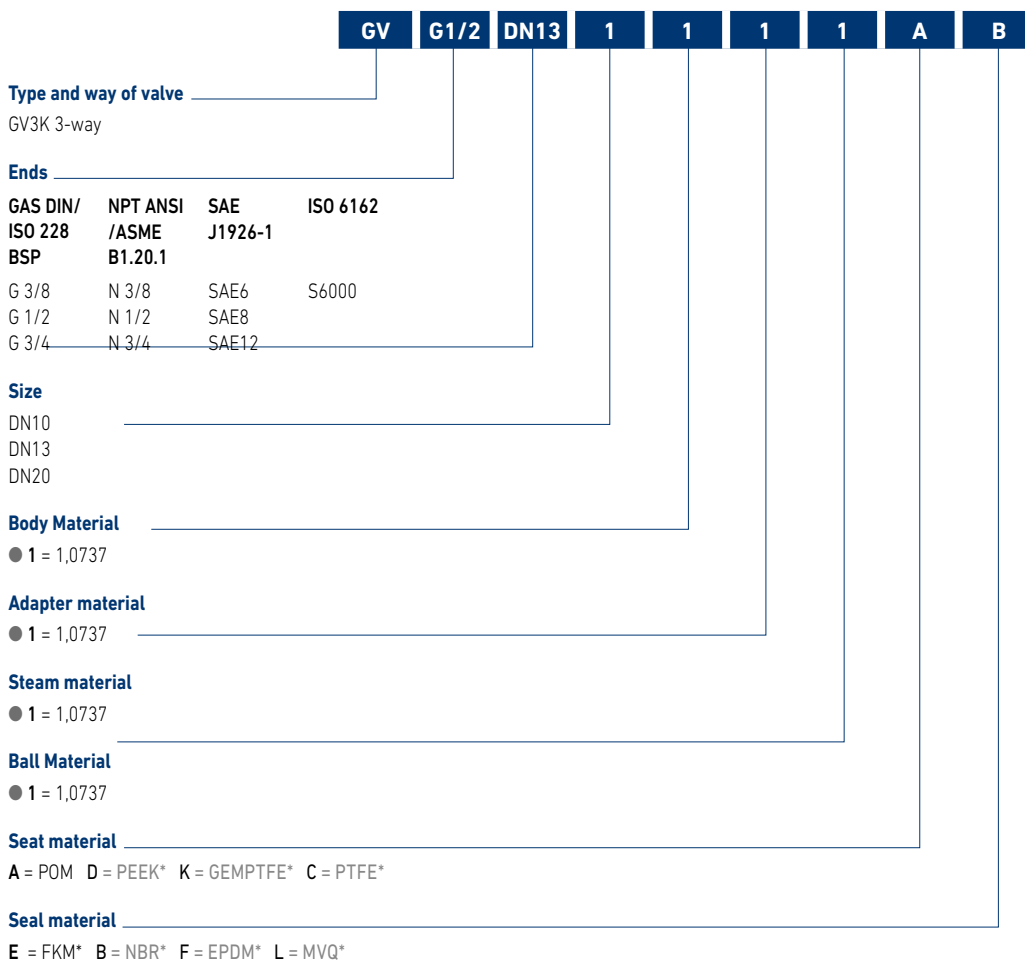 GV G1/2 DN13 1 1 1 1 A B
Type and way of valve
GV3K 3-way
Ends
GAS DIN/ NPT ANSI SAE ISO 6162
ISO 228 /ASME J1926-1
BSP B1.20.1
G 3/8 N 3/8 SAE6 S6000
G 1/2 N 1/2 SAE8
G 3/4 N 3/4 SAE12
Size
DN10
DN13
DN20
Body Material
● 1 = 1,0737
Adapter material
● 1 = 1,0737
Steam material
● 1 = 1,0737
Ball Material
● 1 = 1,0737
Seat material
A = POM D = PEEK* K = GEMPTFE* C = PTFE*
Seal material
E = FKM* B = NBR* F = EPDM* L = MVQ*